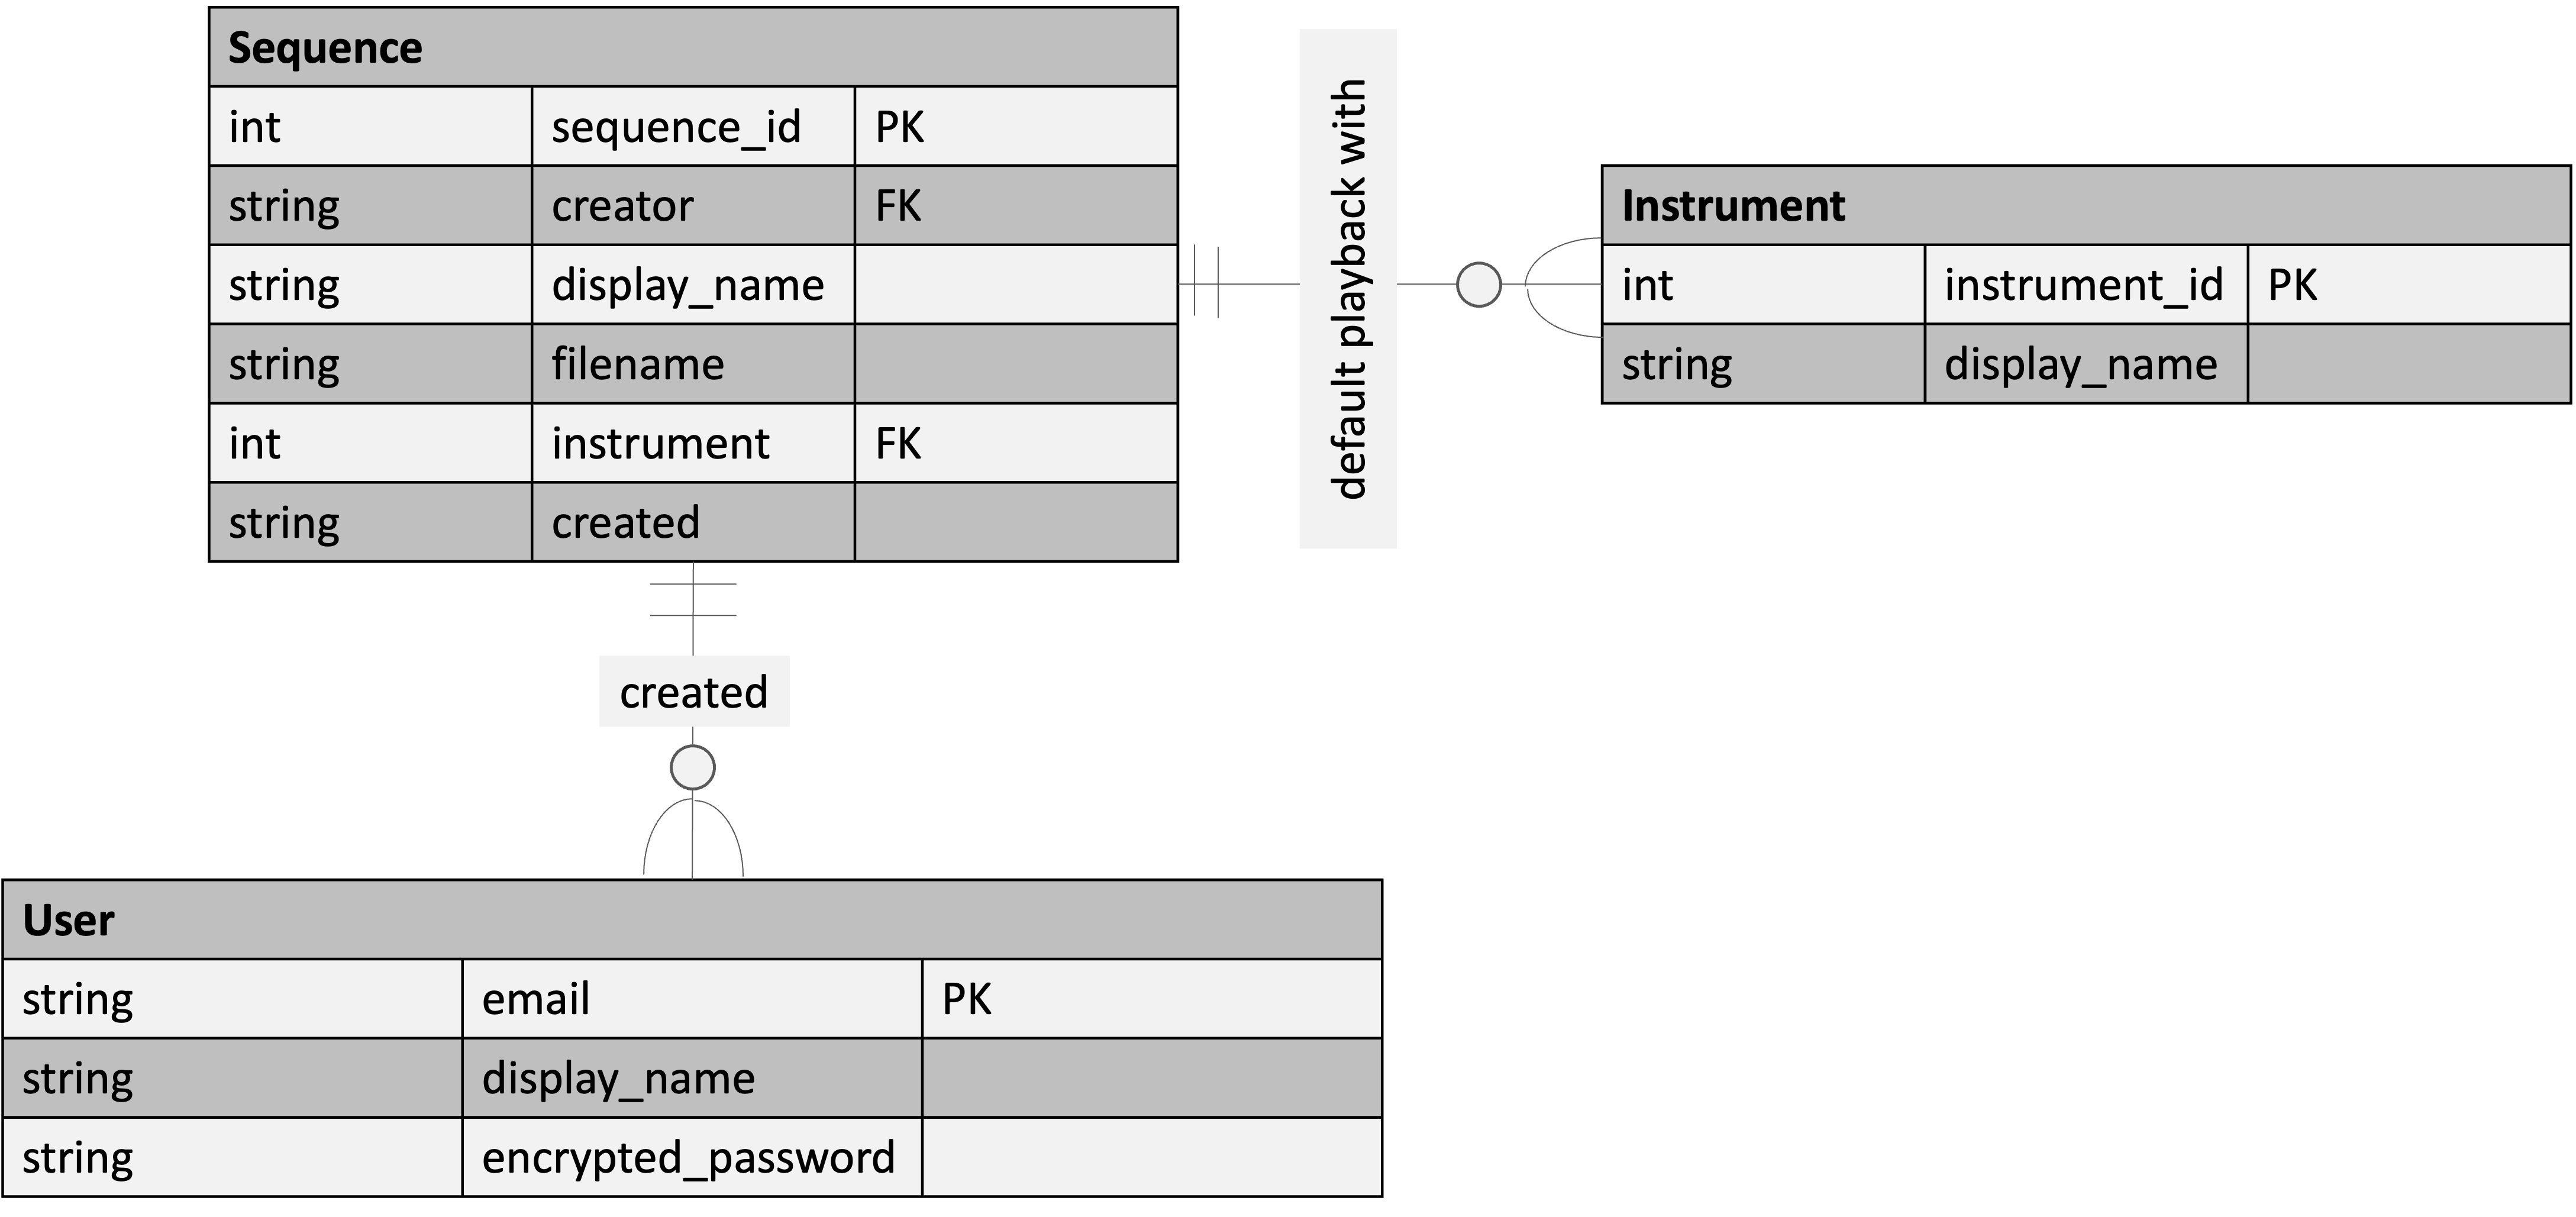 Sequence
int sequence_id PK
string creator FK
string display_name
string filename
int instrument FK
string created
default playback with
Instrument
int instrument_id PK
string display_name
created
User
string email PK
string display_name
string encrypted_password